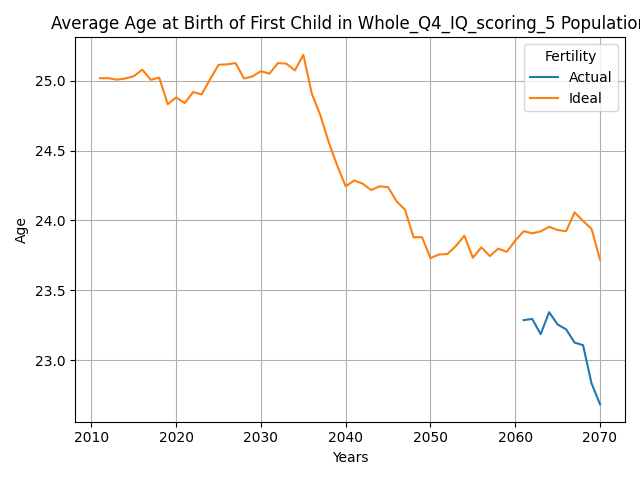 Average Age at Birth of First Child in Whole_Q4_IQ_scoring_5 Population
Fertility
Actual
Ideal
Age
25.0
24.5
24.0
23.5
23.0
2010 2020 2030 2040 2050 2060 2070
Years